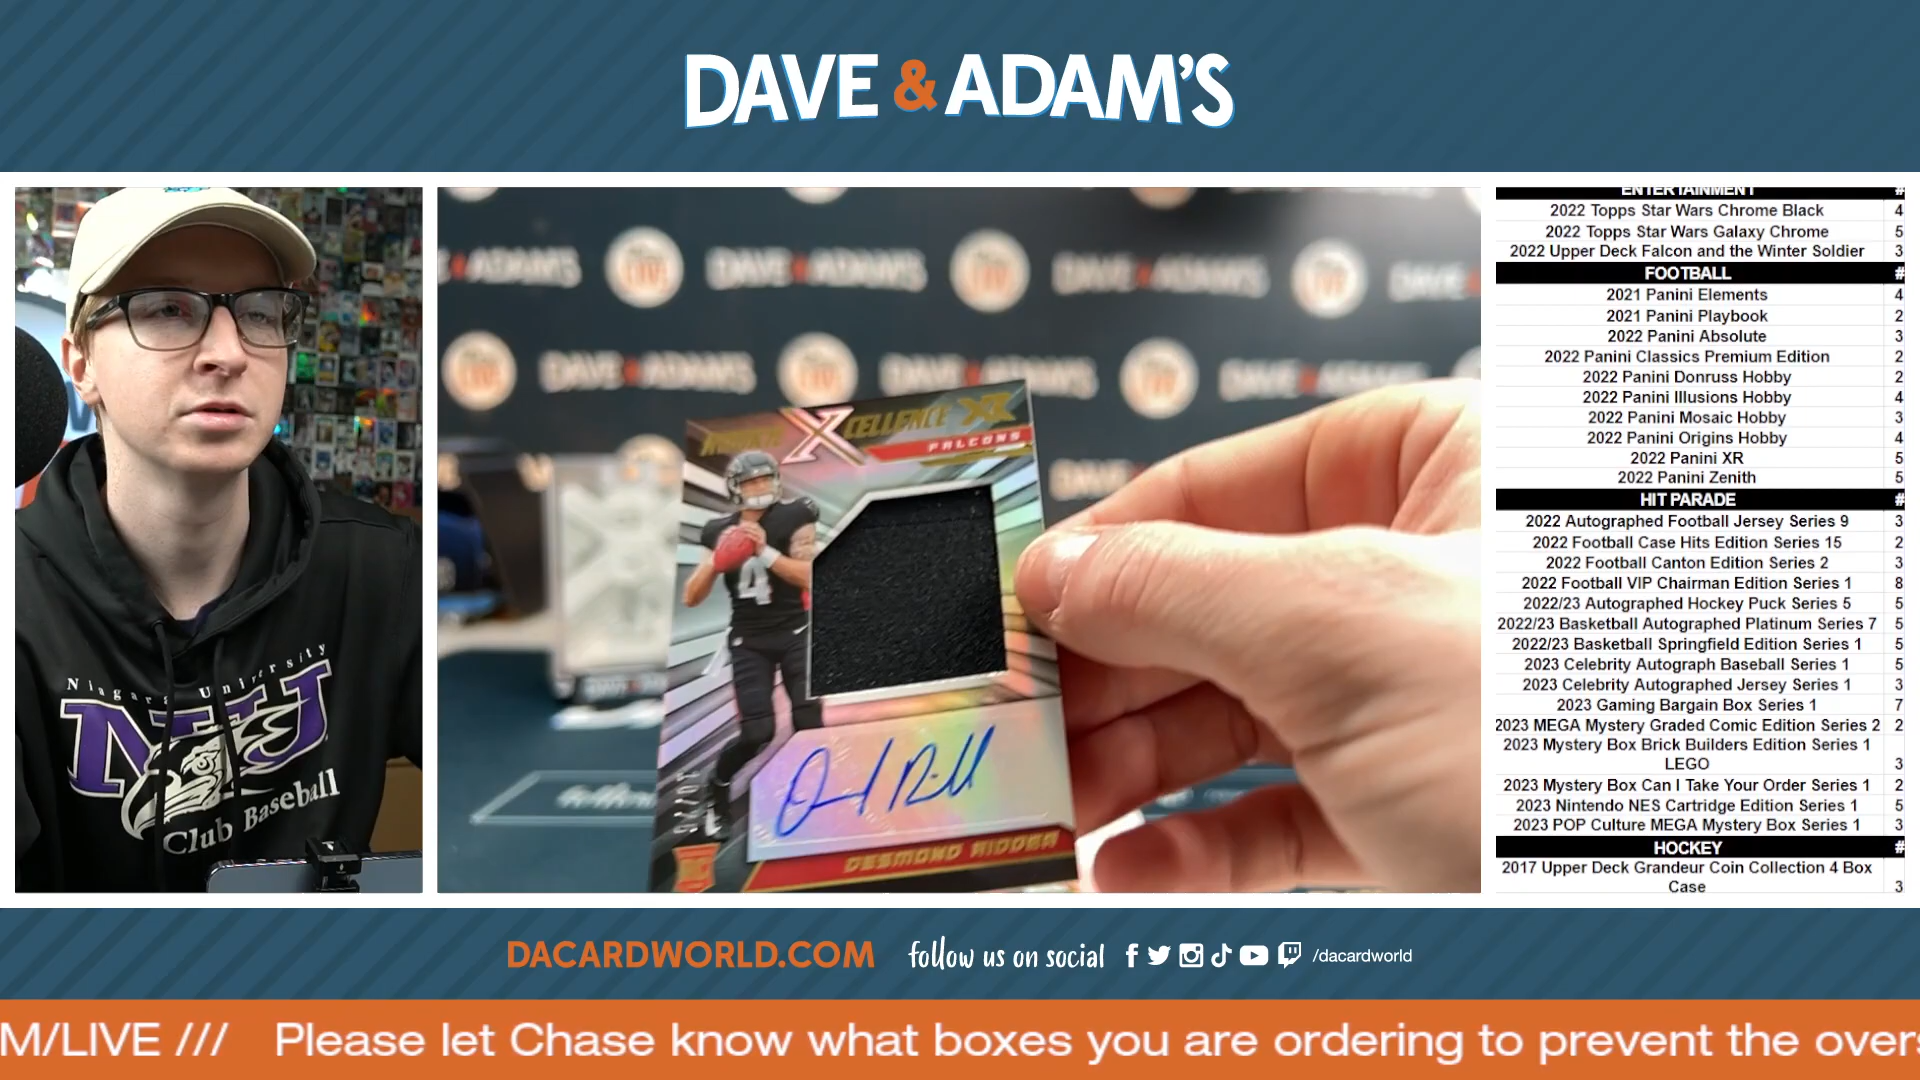 DAVE & ADAM'S
Niagara University
NU
Club Baseball
DAVE & ADAM'S
ROOKIE XCELLENCE XR
FALCONS
4
Desmond Ridder
RC
DESMOND RIDDER
ENTERTAINMENT #
2022 Topps Star Wars Chrome Black 4
2022 Topps Star Wars Galaxy Chrome 5
2022 Upper Deck Falcon and the Winter Soldier 3
FOOTBALL #
2021 Panini Elements 4
2021 Panini Playbook 2
2022 Panini Absolute 3
2022 Panini Classics Premium Edition 2
2022 Panini Donruss Hobby 2
2022 Panini Illusions Hobby 4
2022 Panini Mosaic Hobby 3
2022 Panini Origins Hobby 4
2022 Panini XR 5
2022 Panini Zenith 5
HIT PARADE #
2022 Autographed Football Jersey Series 9 3
2022 Football Case Hits Edition Series 15 2
2022 Football Canton Edition Series 2 3
2022 Football VIP Chairman Edition Series 1 8
2022/23 Autographed Hockey Puck Series 5 5
2022/23 Basketball Autographed Platinum Series 7 5
2022/23 Basketball Springfield Edition Series 1 5
2023 Celebrity Autograph Baseball Series 1 5
2023 Celebrity Autographed Jersey Series 1 3
2023 Gaming Bargain Box Series 1 7
2023 MEGA Mystery Graded Comic Edition Series 2 2
2023 Mystery Box Brick Builders Edition Series 1
LEGO 3
2023 Mystery Box Can I Take Your Order Series 1 2
2023 Nintendo NES Cartridge Edition Series 1 5
2023 POP Culture MEGA Mystery Box Series 1 3
HOCKEY #
2017 Upper Deck Grandeur Coin Collection 4 Box
Case 3
DACARDWORLD.COM follow us on social /dacardworld
M/LIVE /// Please let Chase know what boxes you are ordering to prevent the overs